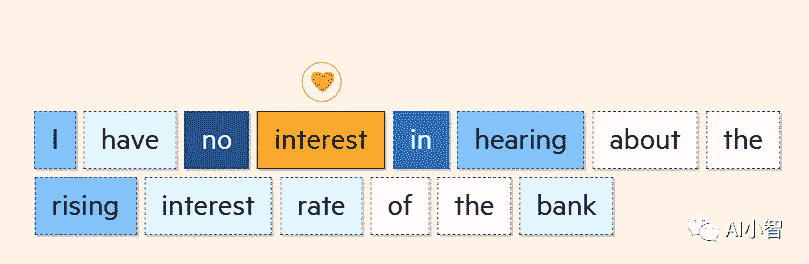 I have no interest in hearing about the
rising interest rate of the bank
AI小智